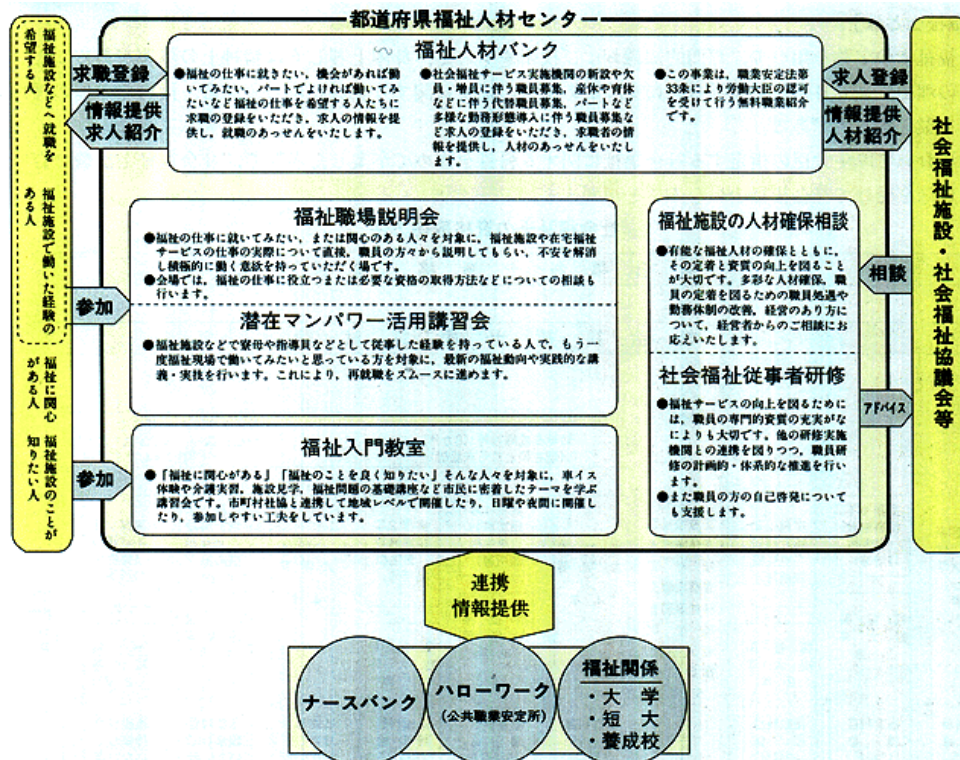 都道府県福祉人材センター
福祉施設などへ就職を
希望する人
福祉施設で働いた経験の
ある人
福祉に関心
がある人
福祉施設のことが
知りたい人
求職登録
情報提供
求人紹介
参加
参加
福祉人材バンク
●福祉の仕事に就きたい、機会があれば働
いてみたい、パートでよければ働いてみ
たいなど福祉の仕事を希望する人たちに
求職の登録をいただき、求人の情報を提
供し、就職のあっせんをいたします。
●社会福祉サービス実施機関の新設や欠
員・増員に伴う職員募集、産休や育休
などに伴う代替職員募集、パートなど
多様な勤務形態導入に伴う職員募集な
ど求人の登録をいただき、求職者の情
報を提供し、人材のあっせんをいたし
ます。
●この事業は、職業安定法第
33条により労働大臣の認可
を受けて行う無料職業紹介
です。
福祉職場説明会
●福祉の仕事に就いてみたい、または関心のある人々を対象に、福祉施設や在宅福祉
サービスの仕事の実際について直接、職員の方々から説明してもらい、不安を解消
し積極的に働く意欲を持っていただく場です。
●会場では、福祉の仕事に役立つまたは必要な資格の取得方法などについての相談も
行います。
潜在マンパワー活用講習会
●福祉施設などで寮母や指導員などとして従事した経験を持っている人で、もう一
度福祉現場で働いてみたいと思っている方を対象に、最新の福祉動向や実践的な講
義・実技を行います。これにより、再就職をスムースに進めます。
福祉入門教室
●「福祉に関心がある」「福祉のことを良く知りたい」そんな人々を対象に、車イス
体験や介護実習、施設見学、福祉問題の基礎講座など市民に密着したテーマを学ぶ
講習会です。市町村社協と連携して地域レベルで開催したり、日曜や夜間に開催し
たり、参加しやすい工夫をしています。
福祉施設の人材確保相談
●有能な福祉人材の確保とともに、
その定着と資質の向上を図ること
が大切です。多彩な人材確保、職
員の定着を図るための職員処遇や
勤務体制の改善、経営のあり方に
ついて、経営者からのご相談にお
応えいたします。
社会福祉従事者研修
●福祉サービスの向上を図るために
は、職員の専門的資質の充実がな
によりも大切です。他の研修実施
機関との連携を図りつつ、職員研
修の計画的・体系的な推進を行い
ます。
●また職員の方の自己啓発について
も支援します。
求人登録
情報提供
人材紹介
相談
アドバイス
社会福祉施設・社会福祉協議会等
連携
情報提供
ナースバンク
ハローワーク
(公共職業安定所)
福祉関係
・大 学
・短 大
・養成校